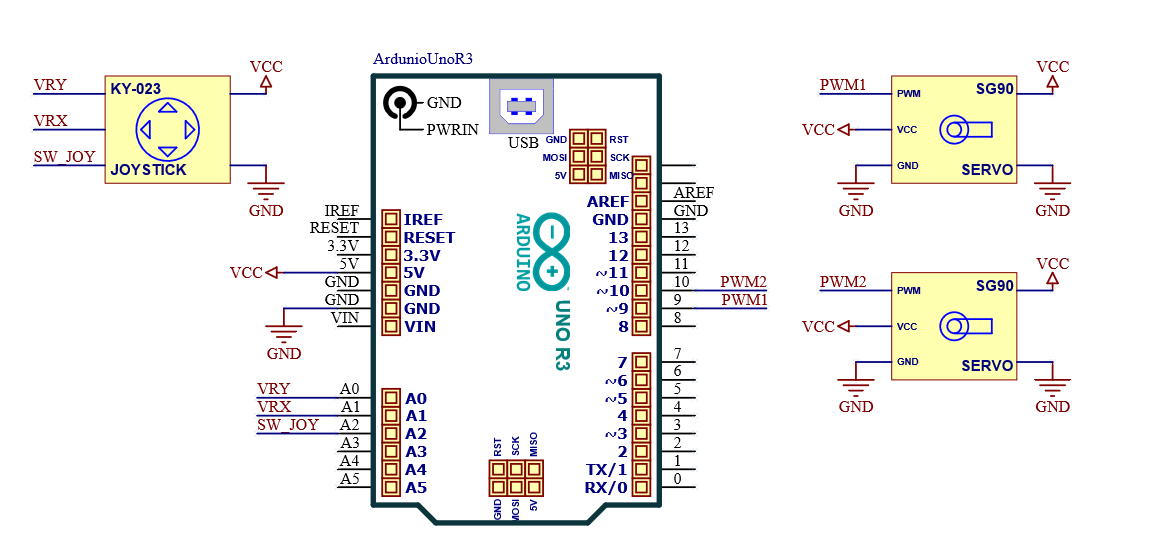 ArdunioUnoR3
VRY
VRX
SW_JOY
KY-023
JOYSTICK
VCC
GND
GND
PWRIN
USB
GND
MOSI
5V
RST
SCK
MISO
IREF
RESET
3.3V
5V
GND
GND
VIN
VCC
GND
IREF
RESET
3.3V
5V
GND
GND
VIN
ARDUINO
UNO R3
AREF
GND
13
12
~11
~10
~9
8
AREF
GND
13
12
11
10
9
8
PWM2
PWM1
7
~6
~5
4
~3
2
TX/1
RX/0
7
6
5
4
3
2
1
0
VRY
VRX
SW_JOY
A0
A1
A2
A3
A4
A5
A0
A1
A2
A3
A4
A5
RST
SCK
MISO
GND
MOSI
5V
PWM1
VCC
GND
PWM
VCC
GND
SG90
SERVO
VCC
GND
PWM2
VCC
GND
PWM
VCC
GND
SG90
SERVO
VCC
GND